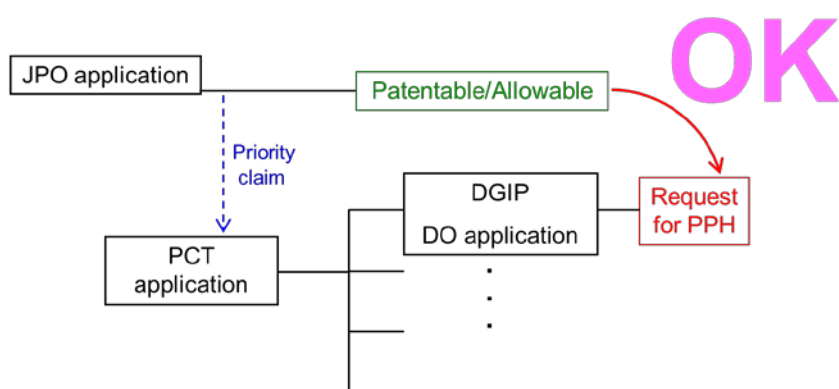 OK
JPO application
Patentable/Allowable
Priority
claim
DGIP
DO application
Request
for PPH
PCT
application